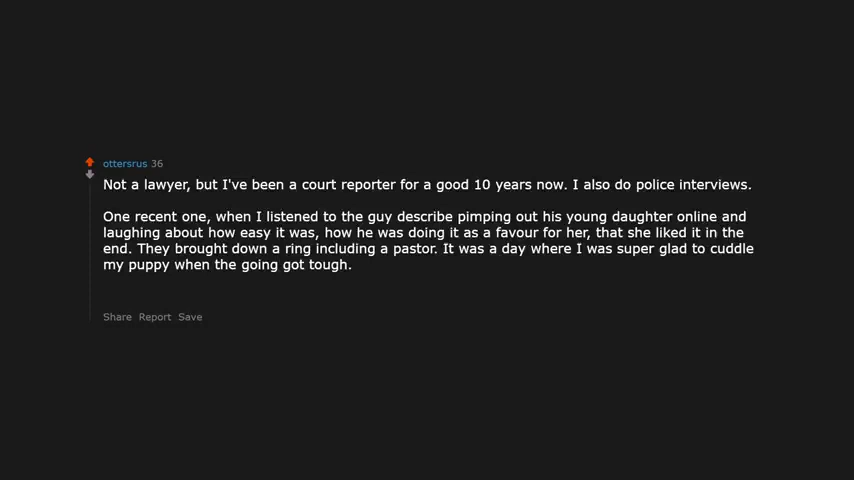 ottersrus 36
Not a lawyer, but I've been a court reporter for a good 10 years now. I also do police interviews.
One recent one, when I listened to the guy describe pimping out his young daughter online and
laughing about how easy it was, how he was doing it as a favour for her, that she liked it in the
end. They brought down a ring including a pastor. It was a day where I was super glad to cuddle
my puppy when the going got tough.
Share Report Save